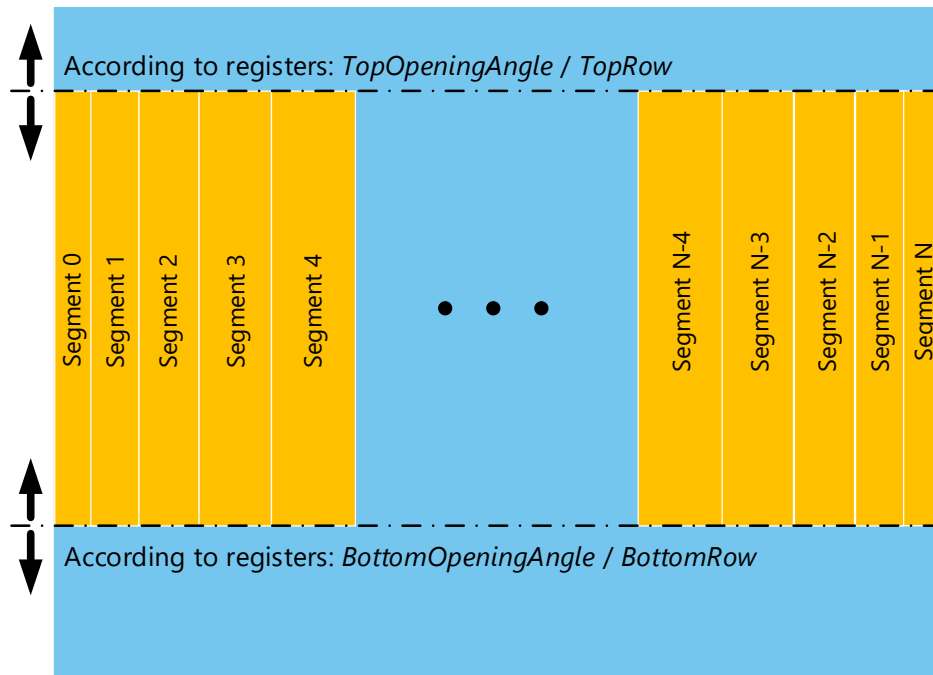 According to registers: TopOpeningAngle / TopRow
Segment 0
Segment 1
Segment 2
Segment 3
Segment 4
Segment N-4
Segment N-3
Segment N-2
Segment N-1
Segment N
According to registers: BottomOpeningAngle / BottomRow